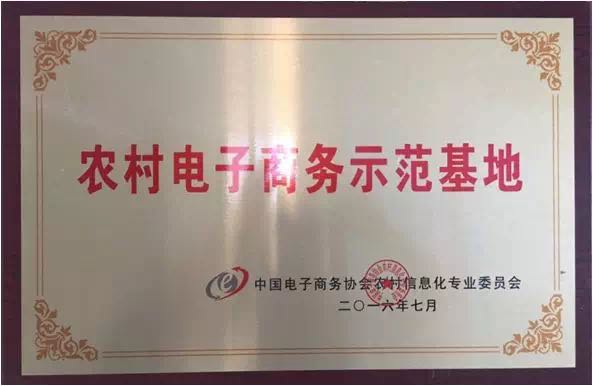 农村电子商务示范基地
中国电子商务协会农村信息化专业委员会
二〇一六年七月